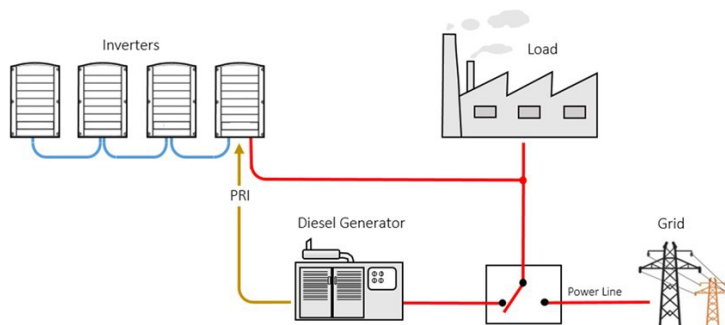 Inverters
Load
PRI
Diesel Generator
Grid
Power Line